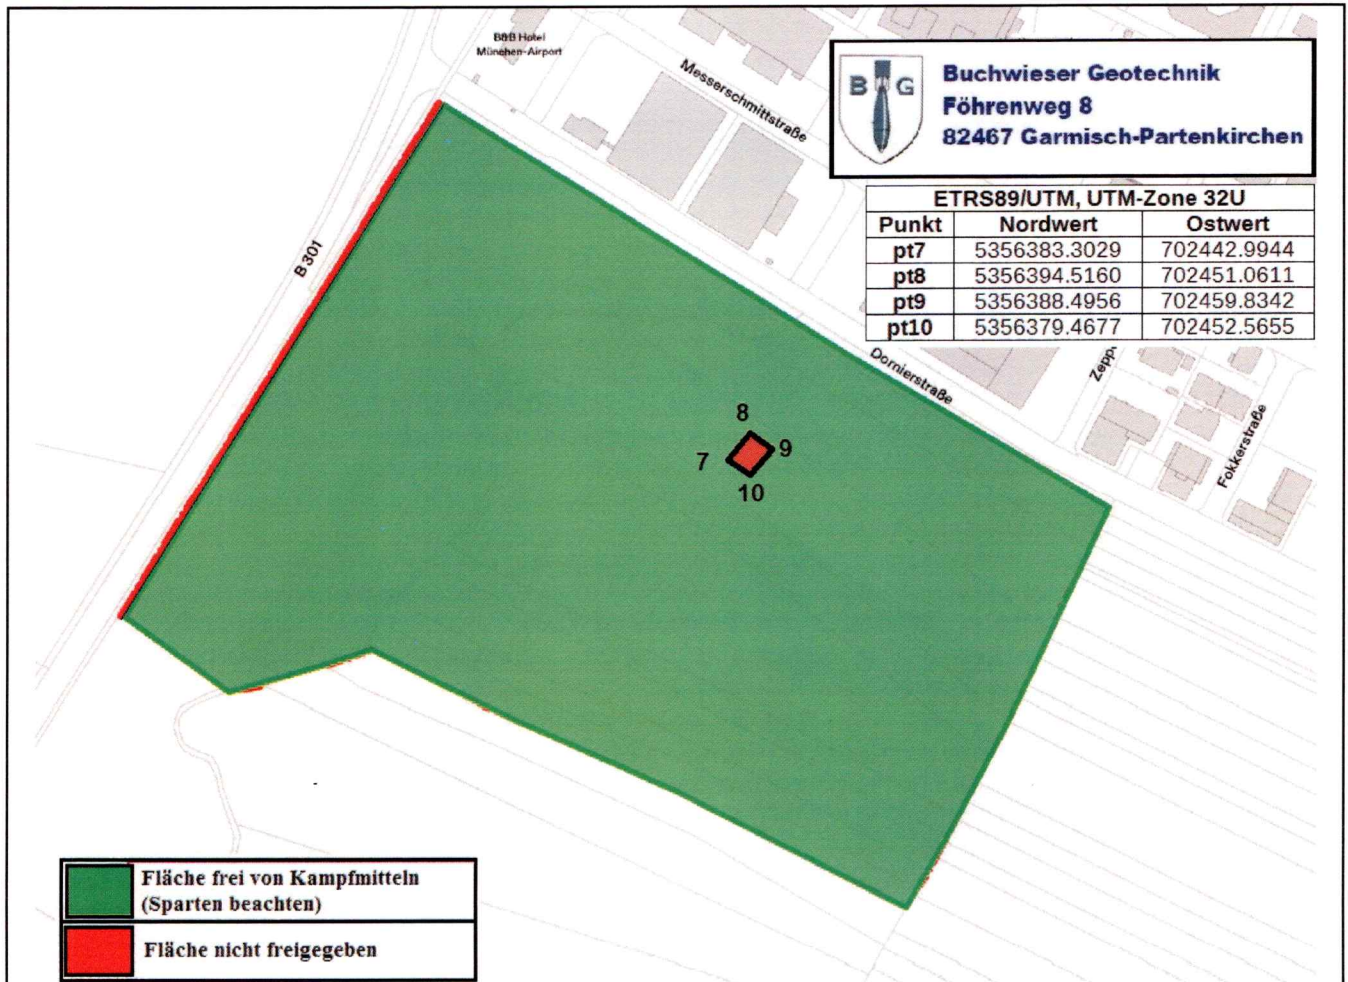 B&B Hotel
München-Airport
Messerschmittstraße
B G
Buchwieser Geotechnik
Föhrenweg 8
82467 Garmisch-Partenkirchen
ETRS89/UTM, UTM-Zone 32U
Punkt Nordwert Ostwert
pt7 5356383.3029 702442.9944
pt8 5356394.5160 702451.0611
pt9 5356388.4956 702459.8342
pt10 5356379.4677 702452.5655
B 301
Dornierstraße
Zepp
Fokkerstraße
8
7
9
10
Fläche frei von Kampfmitteln
(Sparten beachten)
Fläche nicht freigegeben